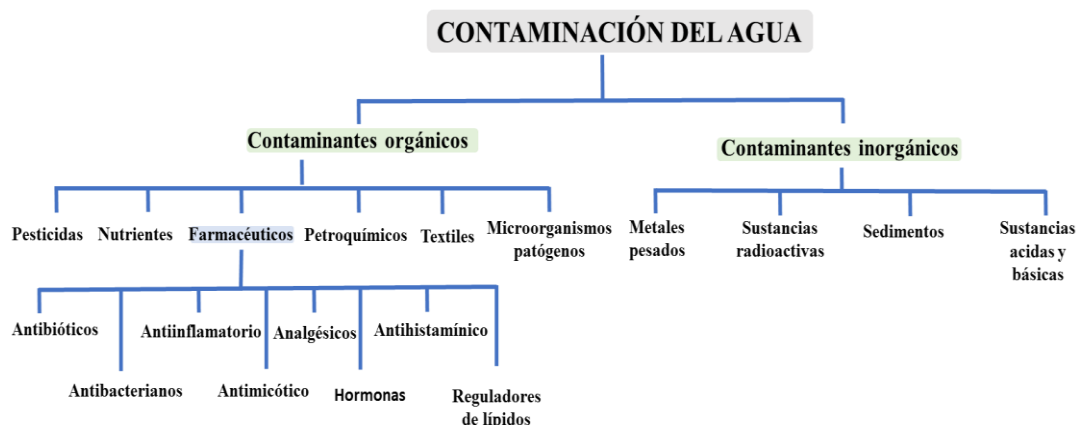 CONTAMINACIÓN DEL AGUA
Contaminantes orgánicos
Contaminantes inorgánicos
Pesticidas
Nutrientes
Farmacéuticos
Petroquímicos
Textiles
Microorganismos
patógenos
Metales
pesados
Sustancias
radioactivas
Sedimentos
Sustancias
acidas y
básicas
Antibióticos
Antiinflamatorio
Analgésicos
Antihistamínico
Antibacterianos
Antimicótico
Hormonas
Reguladores
de lípidos